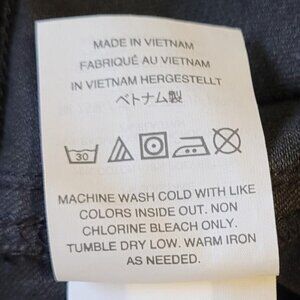 MADE IN VIETNAM
FABRIQUÉ AU VIETNAM
IN VIETNAM HERGESTELLT
ベトナム製
30
MACHINE WASH COLD WITH LIKE
COLORS INSIDE OUT. NON
CHLORINE BLEACH ONLY.
TUMBLE DRY LOW. WARM IRON
AS NEEDED.